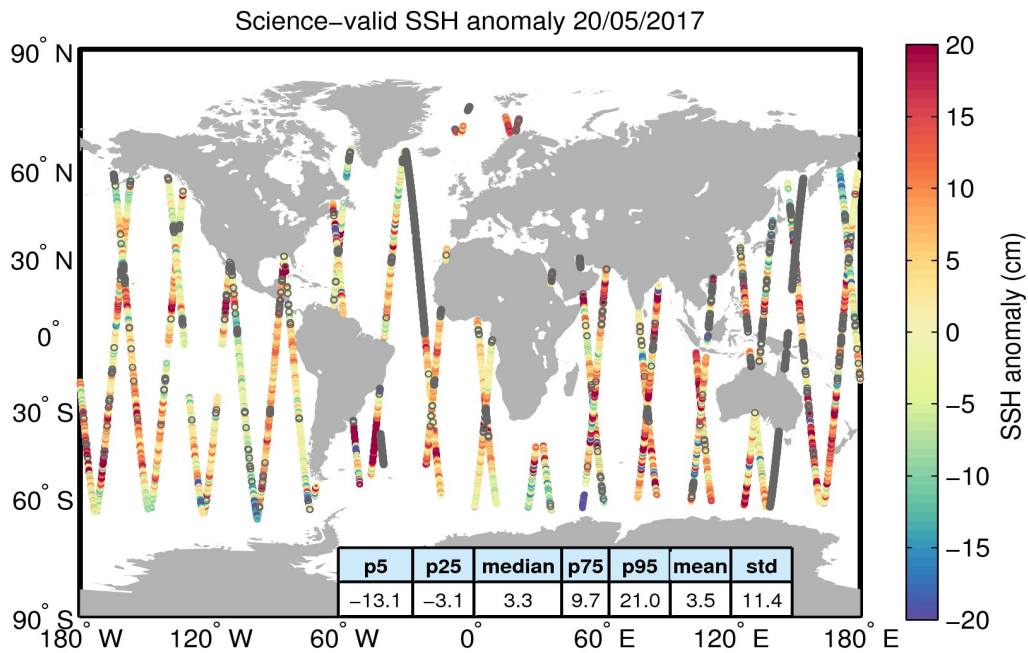 Science−valid SSH anomaly 20/05/2017
90° N
60° N
30° N
0°
30° S
60° S
90° S
180° W 120° W 60° W 0° 60° E 120° E 180° E
p5 p25 median p75 p95 mean std
−13.1 −3.1 3.3 9.7 21.0 3.5 11.4
20
15
10
5
0
−5
−10
−15
−20
SSH anomaly (cm)